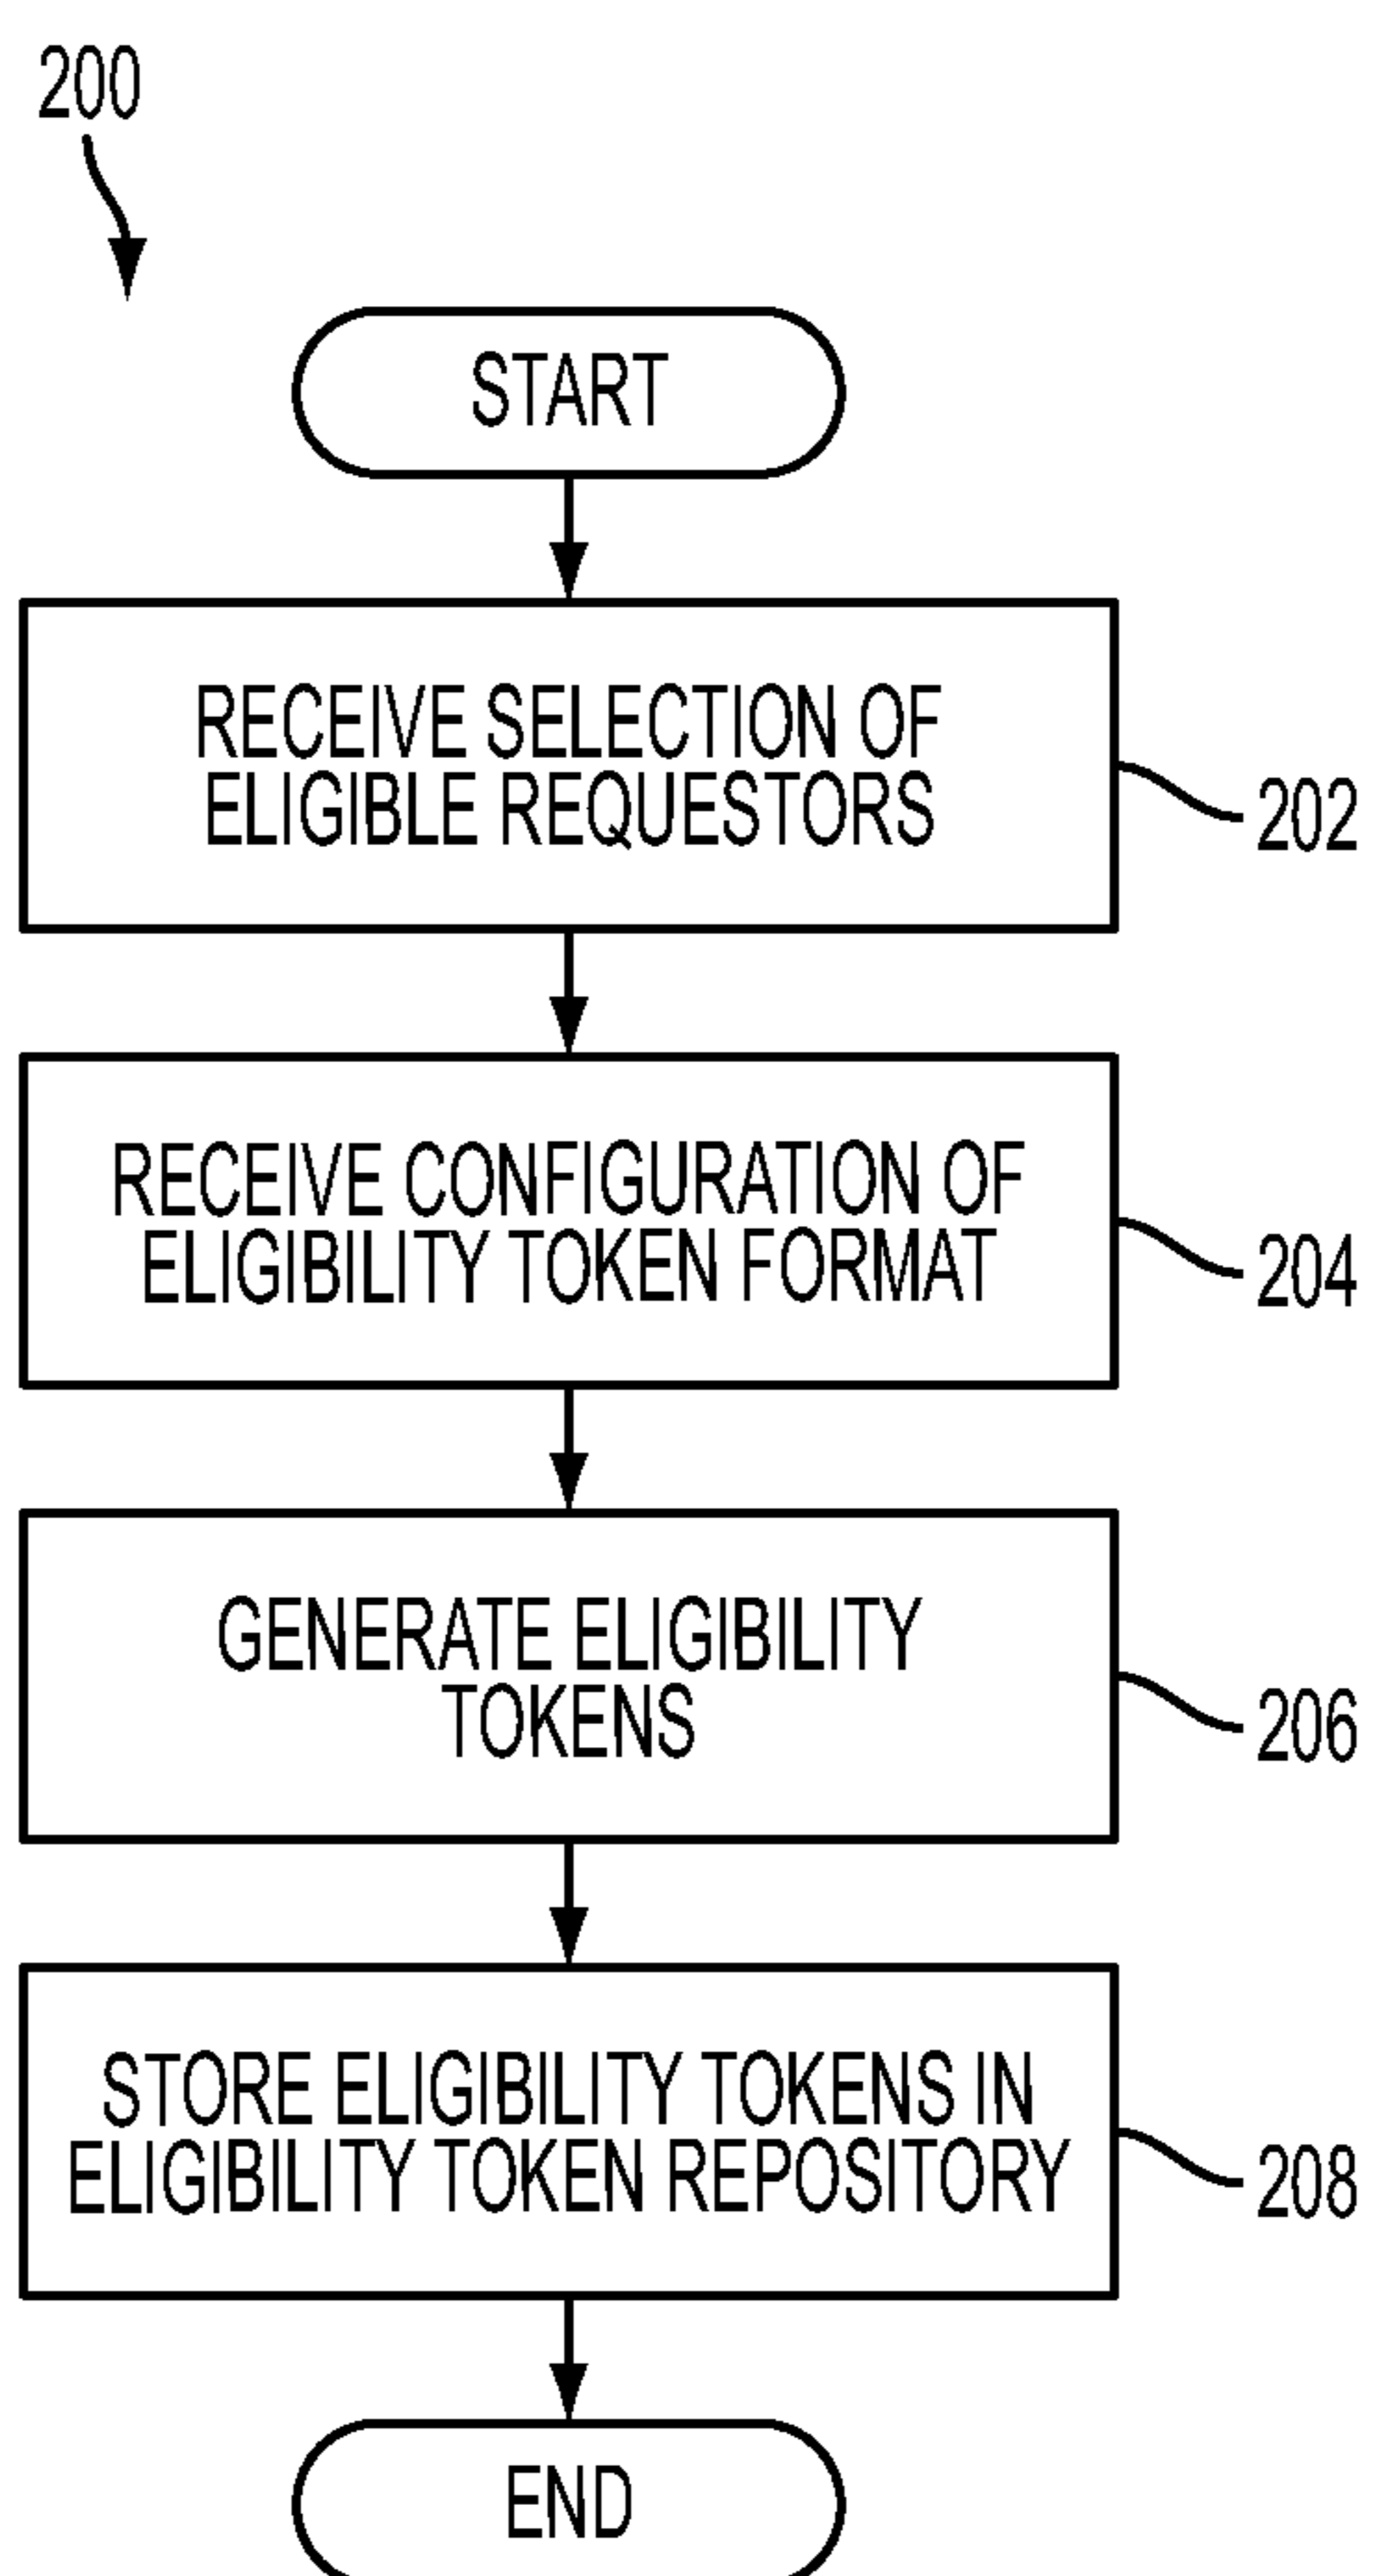 200
START
RECEIVE SELECTION OF
ELIGIBLE REQUESTORS
202
RECEIVE CONFIGURATION OF
ELIGIBILITY TOKEN FORMAT
204
GENERATE ELIGIBILITY
TOKENS
206
STORE ELIGIBILITY TOKENS IN
ELIGIBILITY TOKEN REPOSITORY
208
END